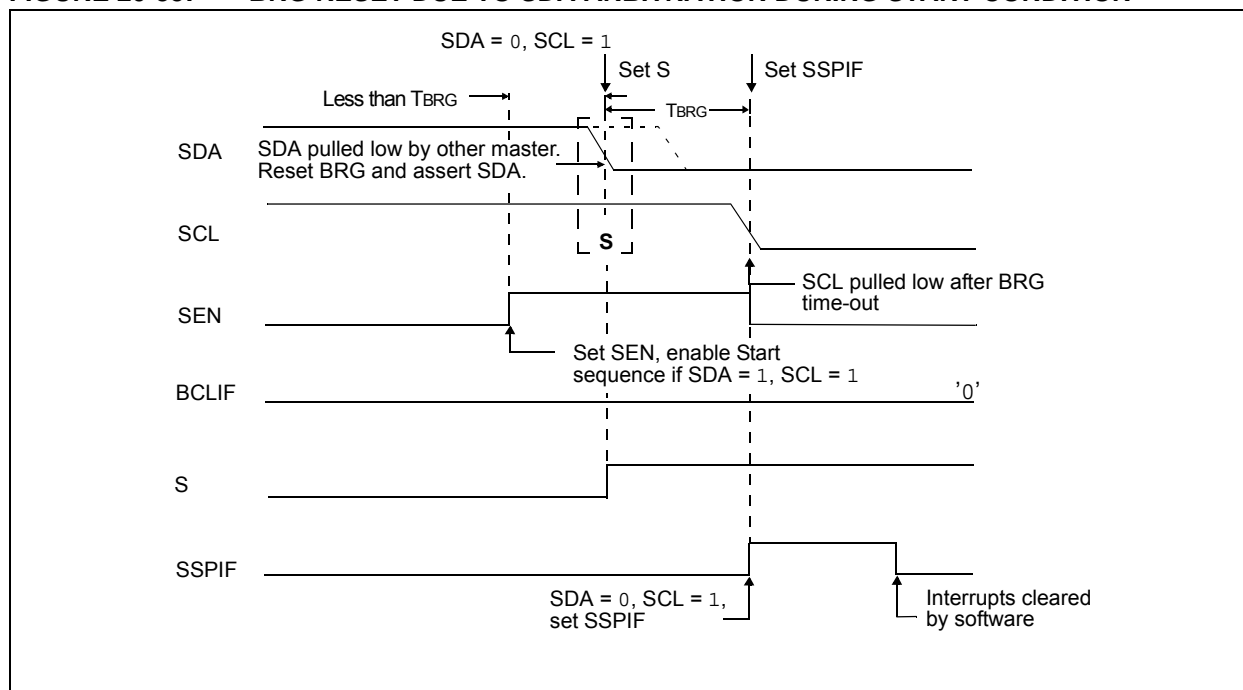 SDA = 0, SCL = 1
Set S
Set SSPIF
Less than TBRG
TBRG
SDA
SDA pulled low by other master.
Reset BRG and assert SDA.
SCL
S
SCL pulled low after BRG
time-out
SEN
Set SEN, enable Start
sequence if SDA = 1, SCL = 1
BCLIF
'0'
S
SSPIF
SDA = 0, SCL = 1,
set SSPIF
Interrupts cleared
by software